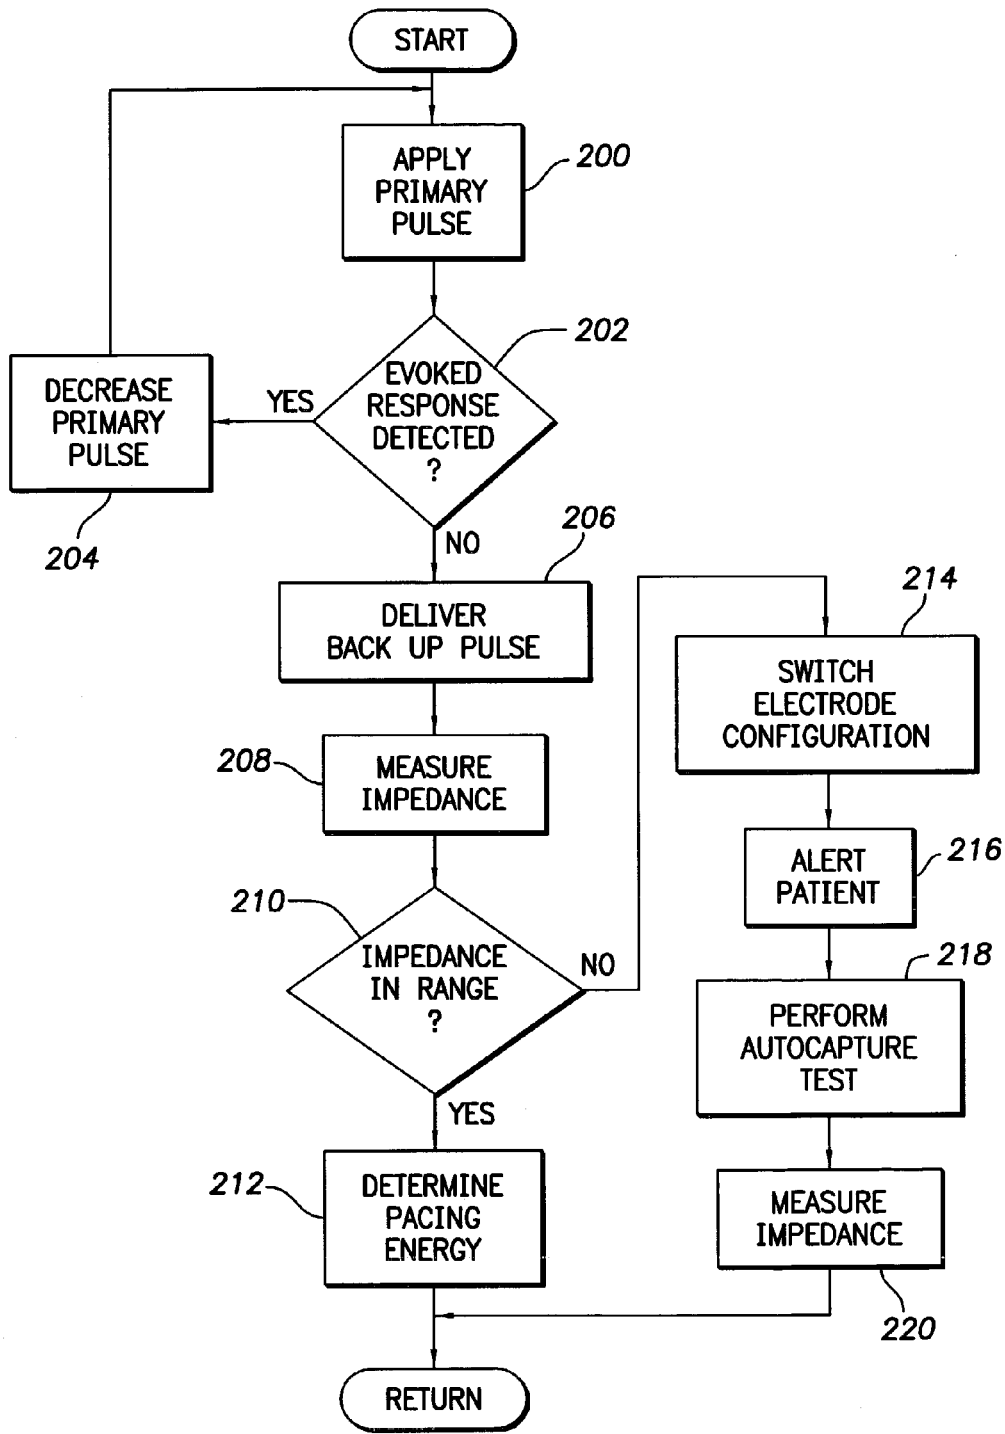 START
APPLY
PRIMARY
PULSE
200
EVOKED
RESPONSE
DETECTED
?
202
YES
DECREASE
PRIMARY
PULSE
204
NO
DELIVER
BACK UP PULSE
206
MEASURE
IMPEDANCE
208
IMPEDANCE
IN RANGE
?
210
NO
YES
DETERMINE
PACING
ENERGY
212
SWITCH
ELECTRODE
CONFIGURATION
214
ALERT
PATIENT
216
PERFORM
AUTOCAPTURE
TEST
218
MEASURE
IMPEDANCE
220
RETURN